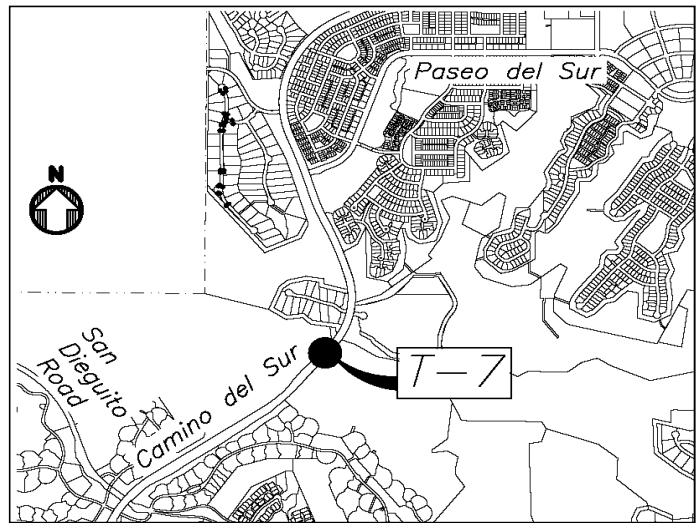 Paseo del Sur
N
San
Dieguito
Road
Camino del Sur
T-7